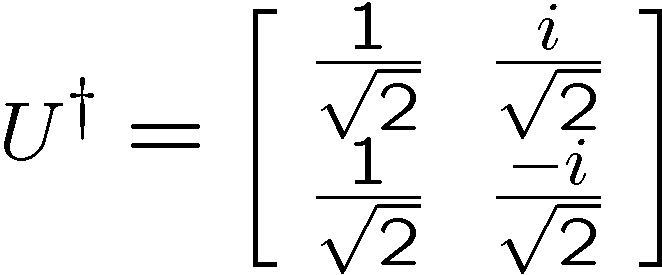 U† = [ 1/√2 i/√2
1/√2 -i/√2 ]